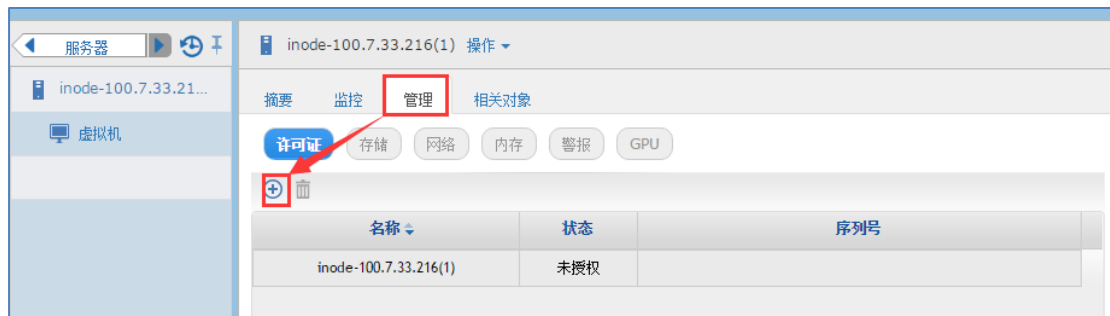 服务器
inode-100.7.33.216(1) 操作
inode-100.7.33.21...
虚拟机
摘要 监控 管理 相关对象
许可证 存储 网络 内存 警报 GPU
名称 状态 序列号
inode-100.7.33.216(1) 未授权